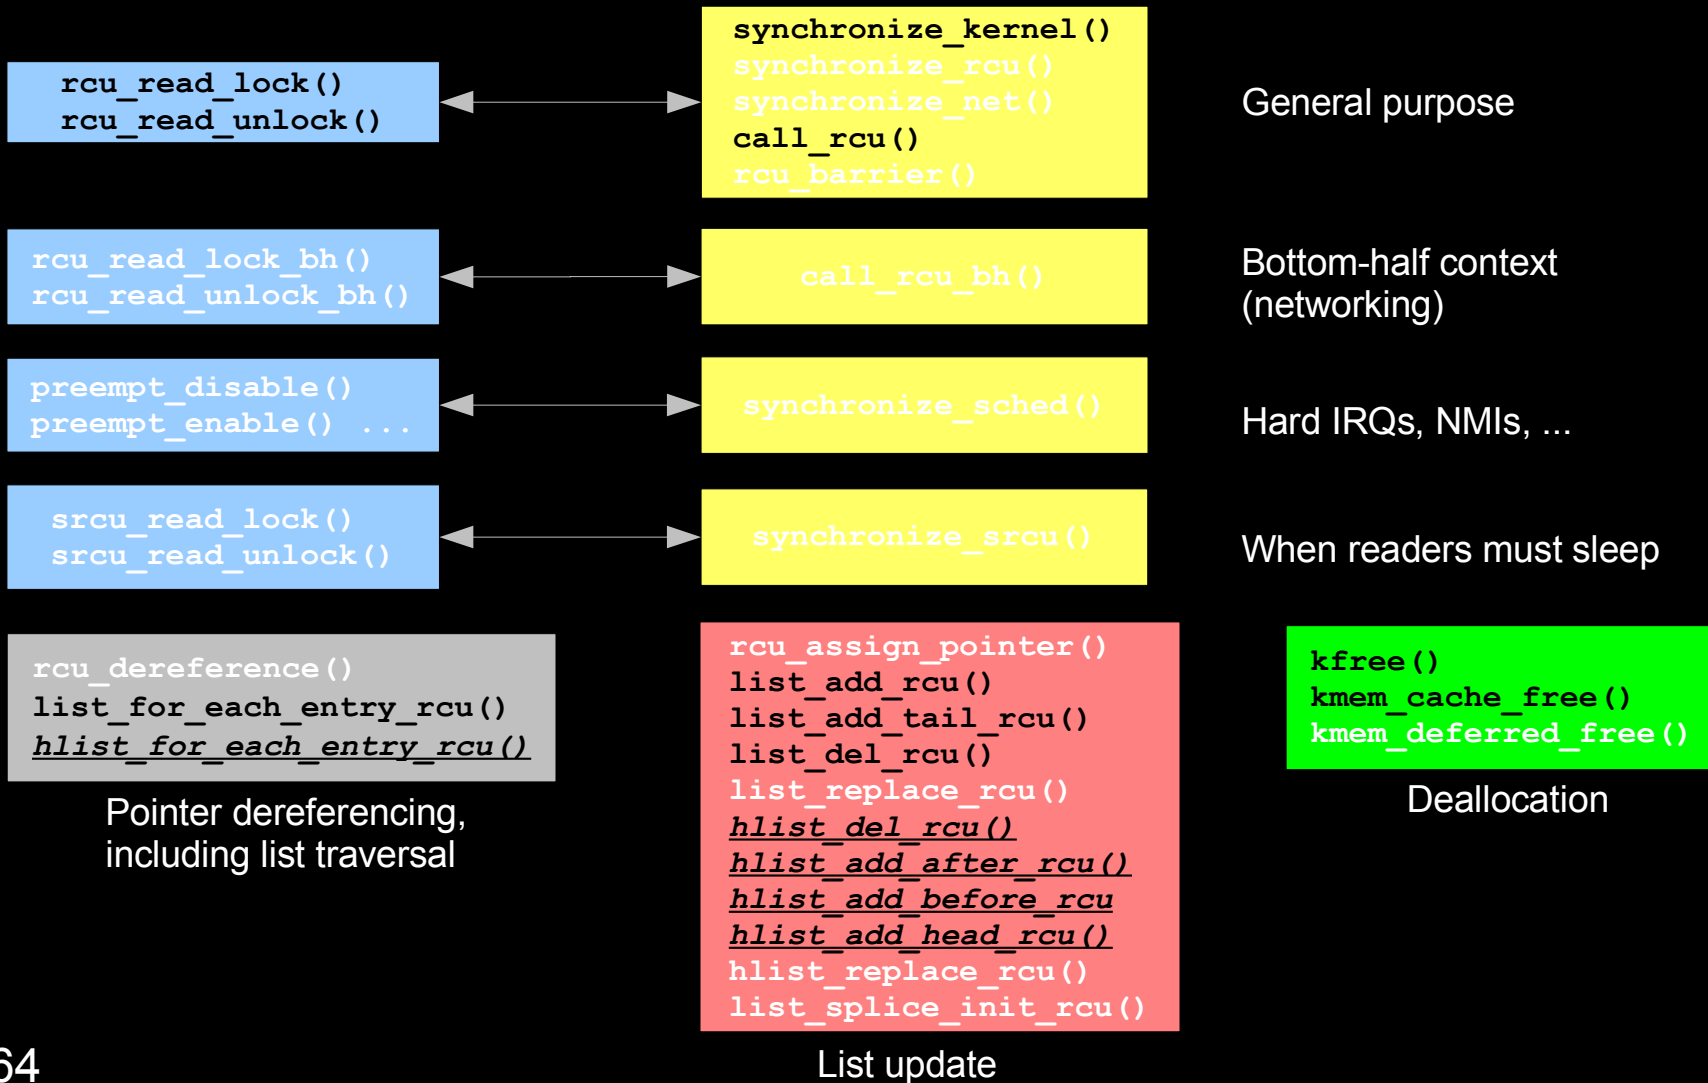 rcu_read_lock()
rcu_read_unlock()
synchronize_kernel()
synchronize_rcu()
synchronize_net()
call_rcu()
rcu_barrier()
General purpose
rcu_read_lock_bh()
rcu_read_unlock_bh()
call_rcu_bh()
Bottom-half context
(networking)
preempt_disable()
preempt_enable() ...
synchronize_sched()
Hard IRQs, NMIs, ...
srcu_read_lock()
srcu_read_unlock()
synchronize_srcu()
When readers must sleep
rcu_dereference()
list_for_each_entry_rcu()
hlist_for_each_entry_rcu()
Pointer dereferencing,
including list traversal
rcu_assign_pointer()
list_add_rcu()
list_add_tail_rcu()
list_del_rcu()
list_replace_rcu()
hlist_del_rcu()
hlist_add_after_rcu()
hlist_add_before_rcu
hlist_add_head_rcu()
hlist_replace_rcu()
list_splice_init_rcu()
List update
kfree()
kmem_cache_free()
kmem_deferred_free()
Deallocation
64